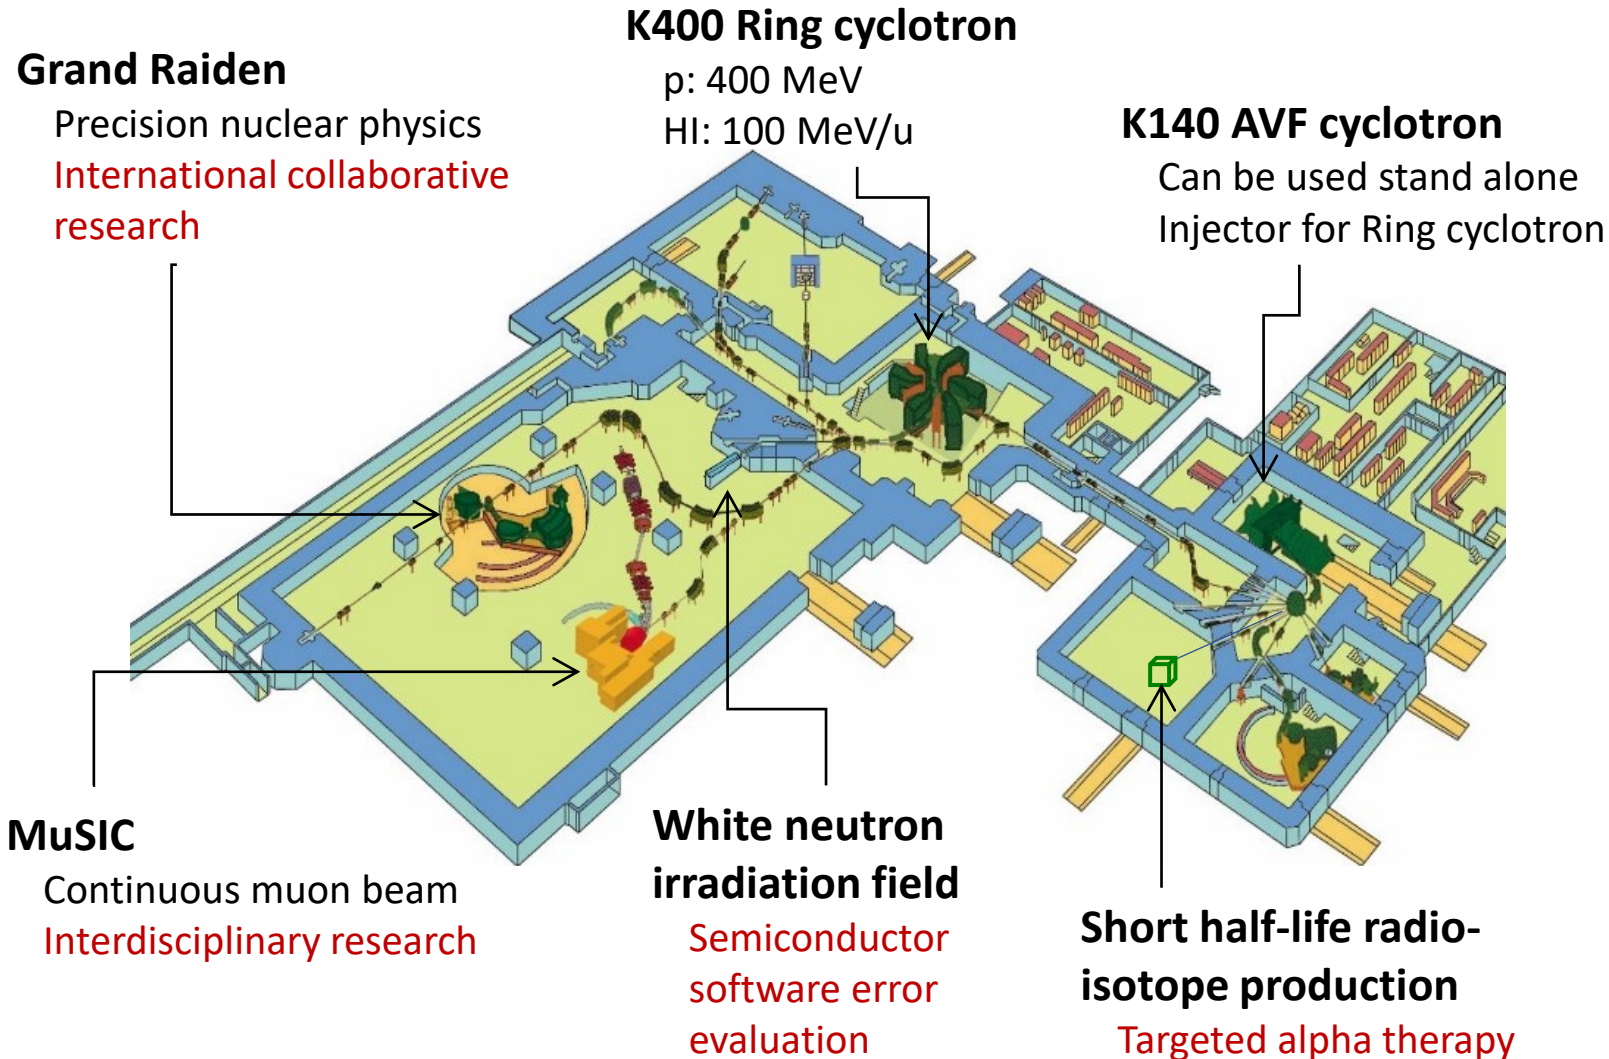 K400 Ring cyclotron
p: 400 MeV
HI: 100 MeV/u
Grand Raiden
Precision nuclear physics
International collaborative
research
K140 AVF cyclotron
Can be used stand alone
Injector for Ring cyclotron
MuSIC
Continuous muon beam
Interdisciplinary research
White neutron
irradiation field
Semiconductor
software error
evaluation
Short half-life radio-
isotope production
Targeted alpha therapy